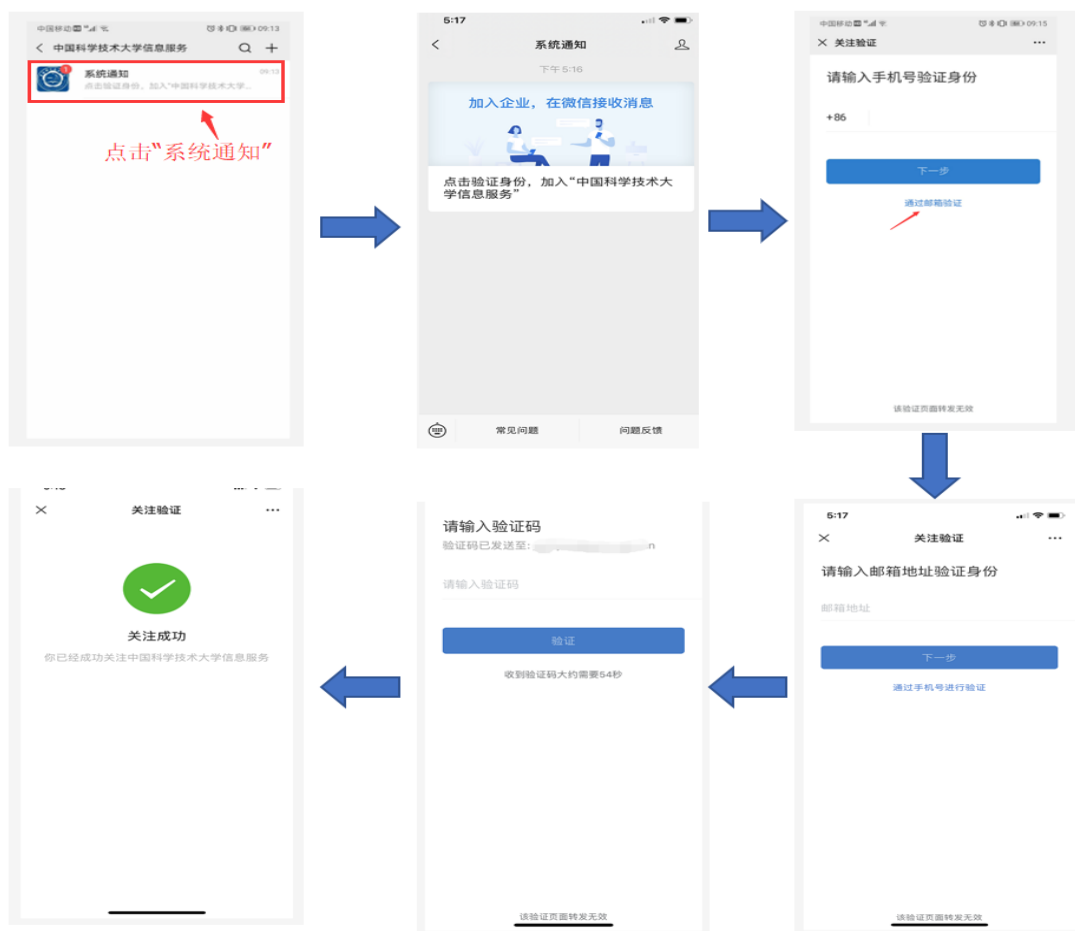 中国移动 09:13
中国科学技术大学信息服务
系统通知 09:13
点击验证身份，加入“中国科学技术大学...
点击“系统通知”
5:17
系统通知
下午5:16
加入企业，在微信接收消息
点击验证身份，加入“中国科学技术大
学信息服务”
常见问题 问题反馈
中国移动 09:15
关注验证
请输入手机号验证身份
+86
下一步
通过邮箱验证
该验证页面转发无效
5:17
关注验证
请输入邮箱地址验证身份
邮箱地址
下一步
通过手机号进行验证
该验证页面转发无效
请输入验证码
验证码已发送至: n
请输入验证码
验证
收到验证码大约需要54秒
该验证页面转发无效
关注验证
关注成功
你已经成功关注中国科学技术大学信息服务